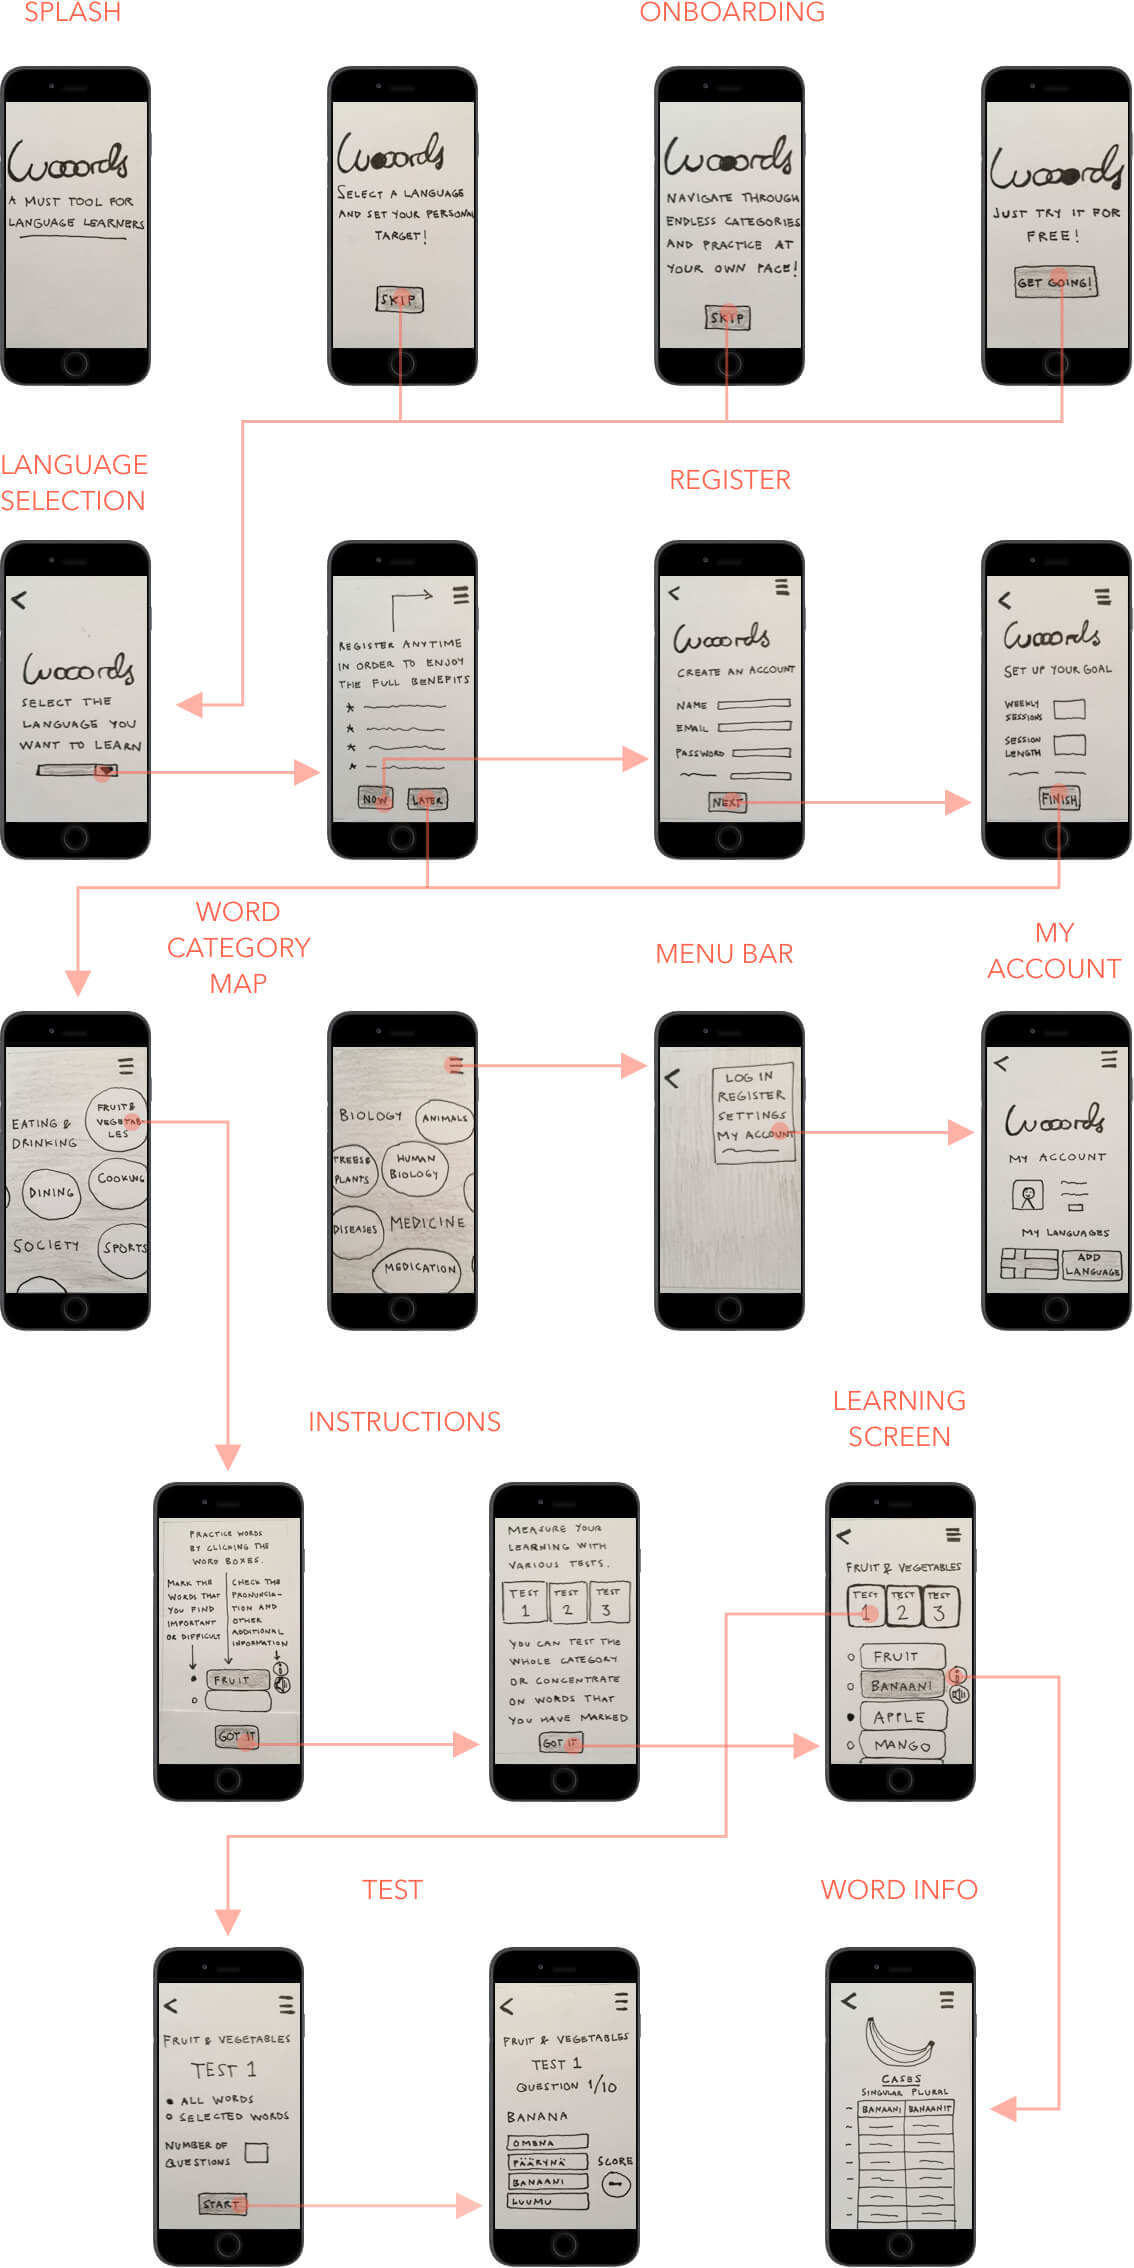 SPLASH
ONBOARDING
Wooords
A MUST TOOL FOR
LANGUAGE LEARNERS
Wooords
SELECT A LANGUAGE
AND SET YOUR PERSONAL
TARGET!
SKIP
Wooords
NAVIGATE THROUGH
ENDLESS CATEGORIES
AND PRACTICE AT
YOUR OWN PACE!
SKIP
Wooords
JUST TRY IT FOR
FREE!
GET GOING!
LANGUAGE
SELECTION
REGISTER
Wooords
SELECT THE
LANGUAGE YOU
WANT TO LEARN
REGISTER ANYTIME
IN ORDER TO ENJOY
THE FULL BENEFITS
NOW
LATER
Wooords
CREATE AN ACCOUNT
NAME
EMAIL
PASSWORD
NEXT
Wooords
SET UP YOUR GOAL
WEEKLY
SESSIONS
SESSION
LENGTH
FINISH
WORD
CATEGORY
MAP
MENU BAR
MY
ACCOUNT
FRUIT &
VEGETAB-
LES
EATING &
DRINKING
COOKING
DINING
SOCIETY
SPORTS
BIOLOGY
ANIMALS
TREES &
PLANTS
HUMAN
BIOLOGY
DISEASES
MEDICINE
MEDICATION
LOG IN
REGISTER
SETTINGS
MY ACCOUNT
Wooords
MY ACCOUNT
MY LANGUAGES
ADD
LANGUAGE
INSTRUCTIONS
LEARNING
SCREEN
PRACTICE WORDS
BY CLICKING THE
WORD BOXES.
MARK THE
WORDS THAT
YOU FIND
IMPORTANT
OR DIFFICULT
CHECK THE
PRONUNCIA-
TION AND
OTHER
ADDITIONAL
INFORMATION
i
FRUIT
GOT IT
MEASURE YOUR
LEARNING WITH
VARIOUS TESTS.
TEST 1
TEST 2
TEST 3
YOU CAN TEST THE
WHOLE CATEGORY
OR CONCENTRATE
ON WORDS THAT
YOU HAVE MARKED
GOT IT
FRUIT & VEGETABLES
TEST 1
TEST 2
TEST 3
FRUIT
BANAANI
i
APPLE
MANGO
TEST
WORD INFO
FRUIT & VEGETABLES
TEST 1
ALL WORDS
SELECTED WORDS
NUMBER OF
QUESTIONS
START
FRUIT & VEGETABLES
TEST 1
QUESTION 1/10
BANANA
OMENA
PÄÄRYNÄ
BANAANI
LUUMU
SCORE
CASES
SINGULAR PLURAL
BANAANI BANAANIT